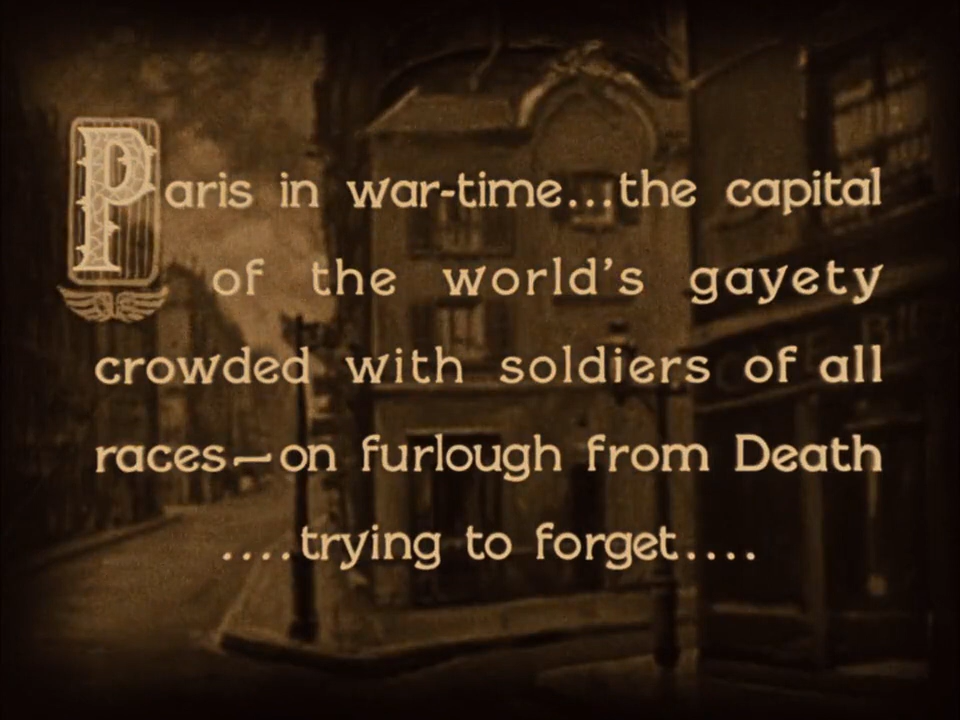 Paris in war-time...the capital
of the world's gayety
crowded with soldiers of all
races—on furlough from Death
....trying to forget....